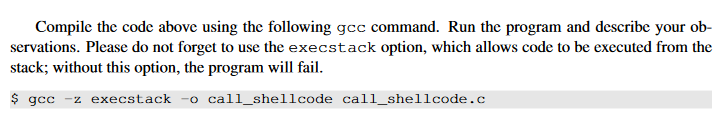 Compile the code above using the following gcc command. Run the program and describe your ob-
servations. Please do not forget to use the execstack option, which allows code to be executed from the
stack; without this option, the program will fail.
$ gcc -z execstack -o call_shellcode call_shellcode.c